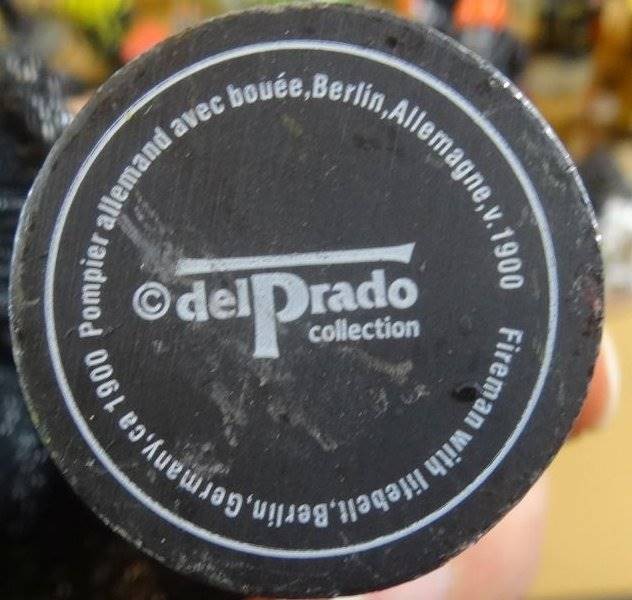 Pompier allemand avec bouée,Berlin,Allemagne,v.1900
Fireman with lifebelt,Berlin,Germany,ca 1900
© delPrado
collection